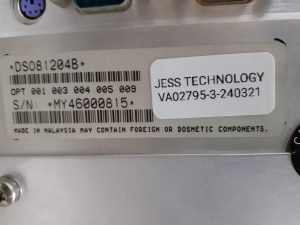 *DSO81204B*
OPT 001 003 004 005 009
S/N: *MY46000815*
MADE IN MALAYSIA MAY CONTAIN FOREIGN OR DOSMETIC COMPONENTS.
JESS TECHNOLOGY
VA02795-3-240321